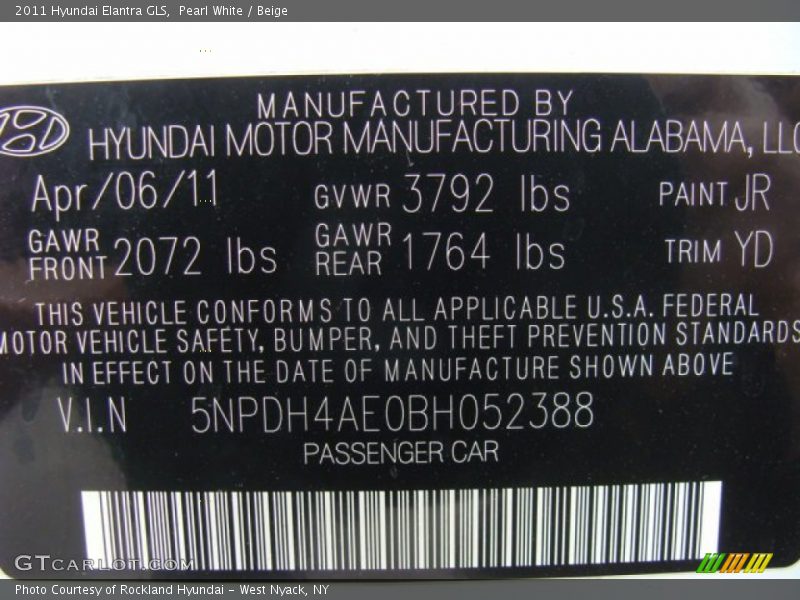 2011 Hyundai Elantra GLS,  Pearl White / Beige
MANUFACTURED BY
HYUNDAI MOTOR MANUFACTURING ALABAMA, LLC
Apr/06/11 GVWR 3792 lbs PAINT JR
GAWR FRONT 2072 lbs GAWR REAR 1764 lbs TRIM YD
THIS VEHICLE CONFORMS TO ALL APPLICABLE U.S.A. FEDERAL
MOTOR VEHICLE SAFETY, BUMPER, AND THEFT PREVENTION STANDARDS
IN EFFECT ON THE DATE OF MANUFACTURE SHOWN ABOVE
V.I.N 5NPDH4AE0BH052388
PASSENGER CAR
GTcarlot.com
Photo Courtesy of Rockland Hyundai - West Nyack, NY